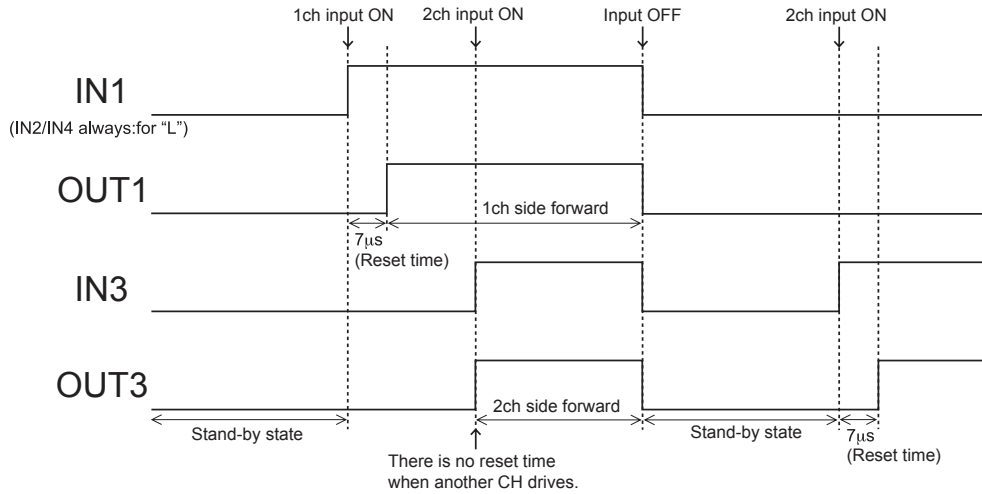 1ch input ON
2ch input ON
Input OFF
2ch input ON
IN1
(IN2/IN4 always:for “L”)
OUT1
1ch side forward
7μs
(Reset time)
IN3
OUT3
Stand-by state
2ch side forward
Stand-by state
7μs
(Reset time)
There is no reset time
when another CH drives.